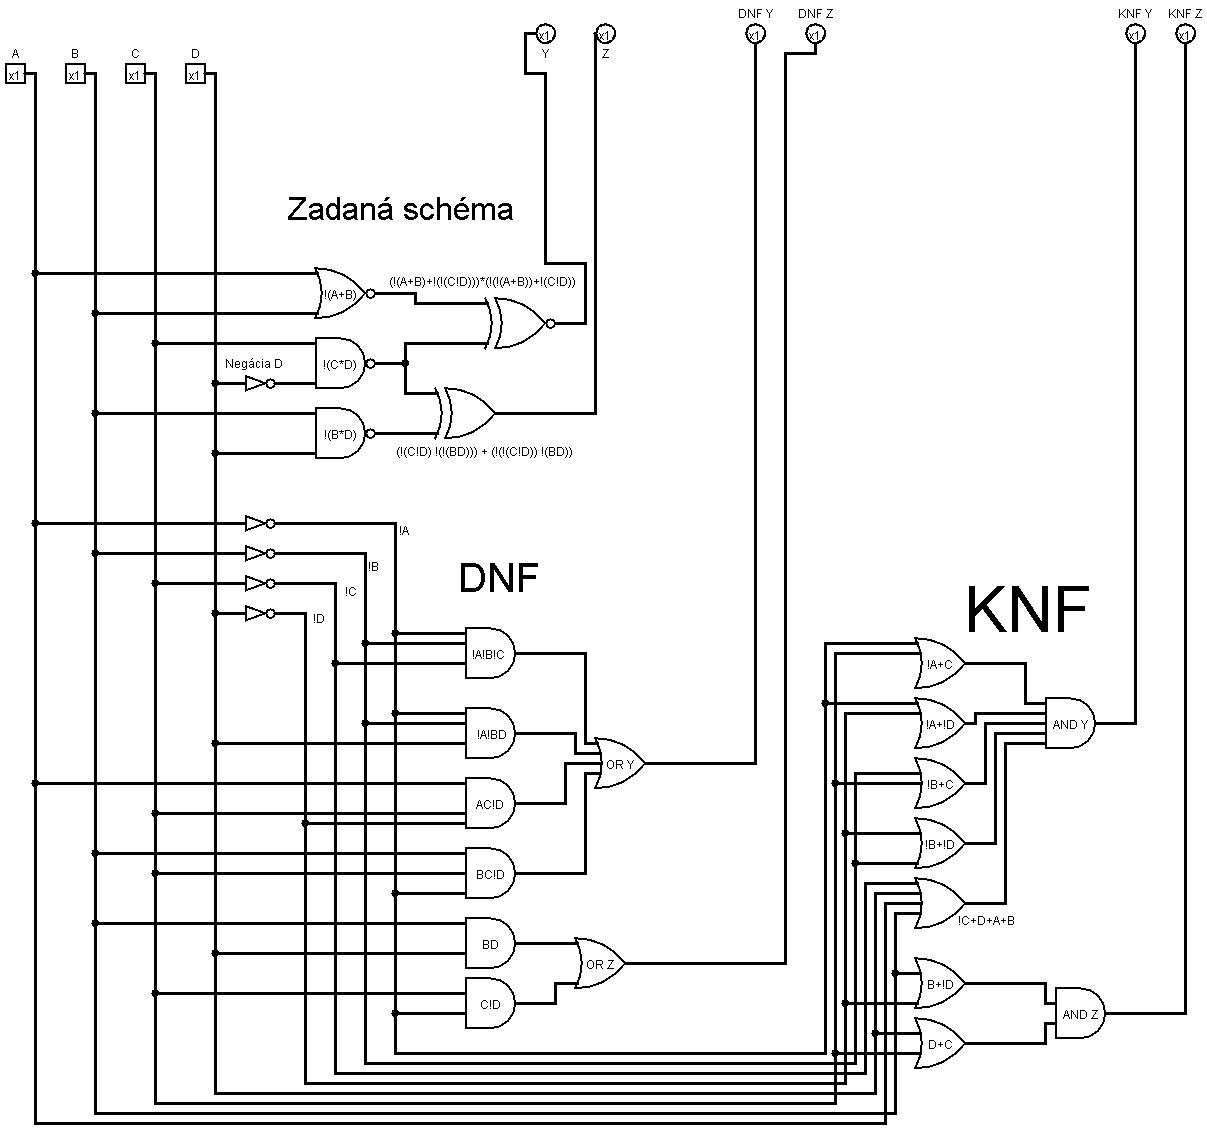 DNF Y DNF Z KNF Y KNF Z
A B C D
x1 x1 x1 x1 x1 x1 x1 x1 x1 x1
Y Z
Zadaná schéma
(!(A+B)+!(!(C!D)))*(!(!(A+B))+!(C!D))
!(A+B)
Negácia D
!(C*D)
!(B*D)
(!(C!D) !(!(BD))) + (!(!(C!D)) !(BD))
!A
!B
!C
!D
DNF
KNF
!A!B!C
!A!BD
OR Y
AC!D
BC!D
BD
OR Z
C!D
!A+C
!A+!D
AND Y
!B+C
!B+!D
!C+D+A+B
B+!D
AND Z
D+C